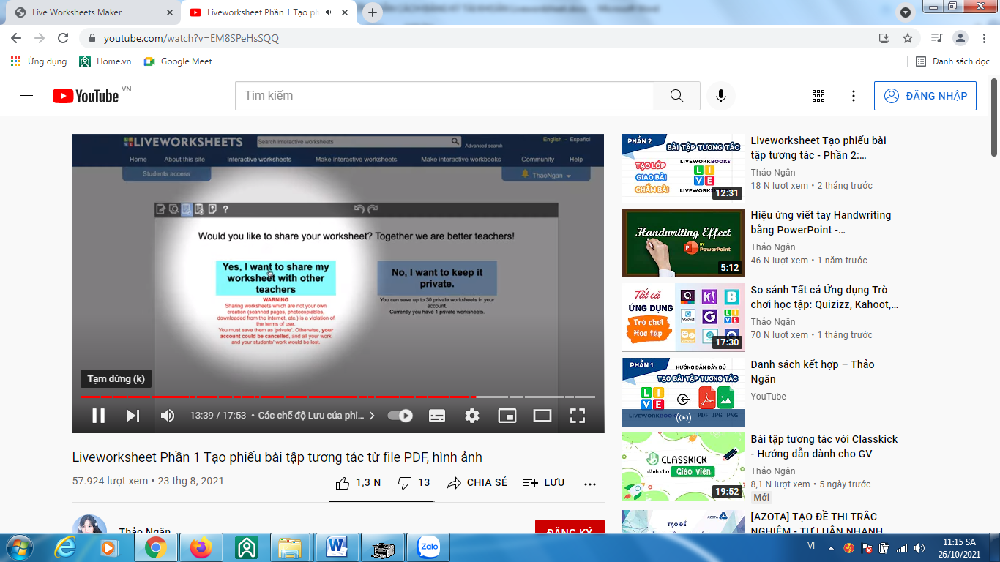 Live Worksheets Maker
Liveworksheet Phần 1 Tạo ph
youtube.com/watch?v=EM8SPeHsSQQ
Ứng dụng
Home.vn
Google Meet
Danh sách đọc
YouTube VN
Tìm kiếm
ĐĂNG NHẬP
LIVEWORKSHEETS
Search interactive worksheets
Advanced search
English - Español
Home
About this site
Interactive worksheets
Make interactive worksheets
Make interactive workbooks
Community
Help
Students access
ThaoNgan
?
Would you like to share your worksheet? Together we are better teachers!
Yes, I want to share my
worksheet with other
teachers
WARNING
Sharing worksheets which are not your own
creation (scanned pages, photocopiables,
downloaded from the internet, etc.) is a violation of
the terms of use.
You must save them as 'private'. Otherwise, your
account could be cancelled, and all your work
and your students' work would be lost.
No, I want to keep it
private.
You can save up to 30 private worksheets in your
account.
Currently you have 1 private worksheets.
Tạm dừng (k)
13:39 / 17:53 • Các chế độ Lưu của phi...
Liveworksheet Phần 1 Tạo phiếu bài tập tương tác từ file PDF, hình ảnh
57.924 lượt xem • 23 thg 8, 2021
1,3 N
13
CHIA SẺ
LƯU
Thảo Ngân
ĐĂNG KÝ
PHẦN 2
BÀI TẬP TƯƠNG TÁC
TẠO LỚP
GIAO BÀI
CHẤM BÀI
LIVEWORKBOOKS
LIVE
LIVEWORKS
12:31
Liveworksheet Tạo phiếu bài
tập tương tác - Phần 2:...
Thảo Ngân
18 N lượt xem • 2 tháng trước
Handwriting Effect
BY
PowerPoint
5:12
Hiệu ứng viết tay Handwriting
bằng PowerPoint -...
Thảo Ngân
46 N lượt xem • 1 năm trước
Tất cả
ỨNG DỤNG
Trò chơi
Học tập
K!
B
LIVE
17:30
So sánh Tất cả Ứng dụng Trò
chơi học tập: Quizizz, Kahoot,...
Thảo Ngân
70 N lượt xem • 1 tháng trước
PHẦN 1
HƯỚNG DẪN ĐẦY ĐỦ
TẠO BÀI TẬP TƯƠNG TÁC
LIVE
LIVEWORKBOOK
PDF JPG PNG
Danh sách kết hợp – Thảo
Ngân
YouTube
CLASSKICK
dành cho Giáo viên
19:52
Bài tập tương tác với Classkick
- Hướng dẫn dành cho GV
Thảo Ngân
8,1 N lượt xem • 5 ngày trước
Mới
TẠO ĐỀ
AZOTA
[AZOTA] TẠO ĐỀ THI TRẮC
NGHIỆM - TỰ LUẬN NHANH
Zalo
VI
11:15 SA
26/10/2021